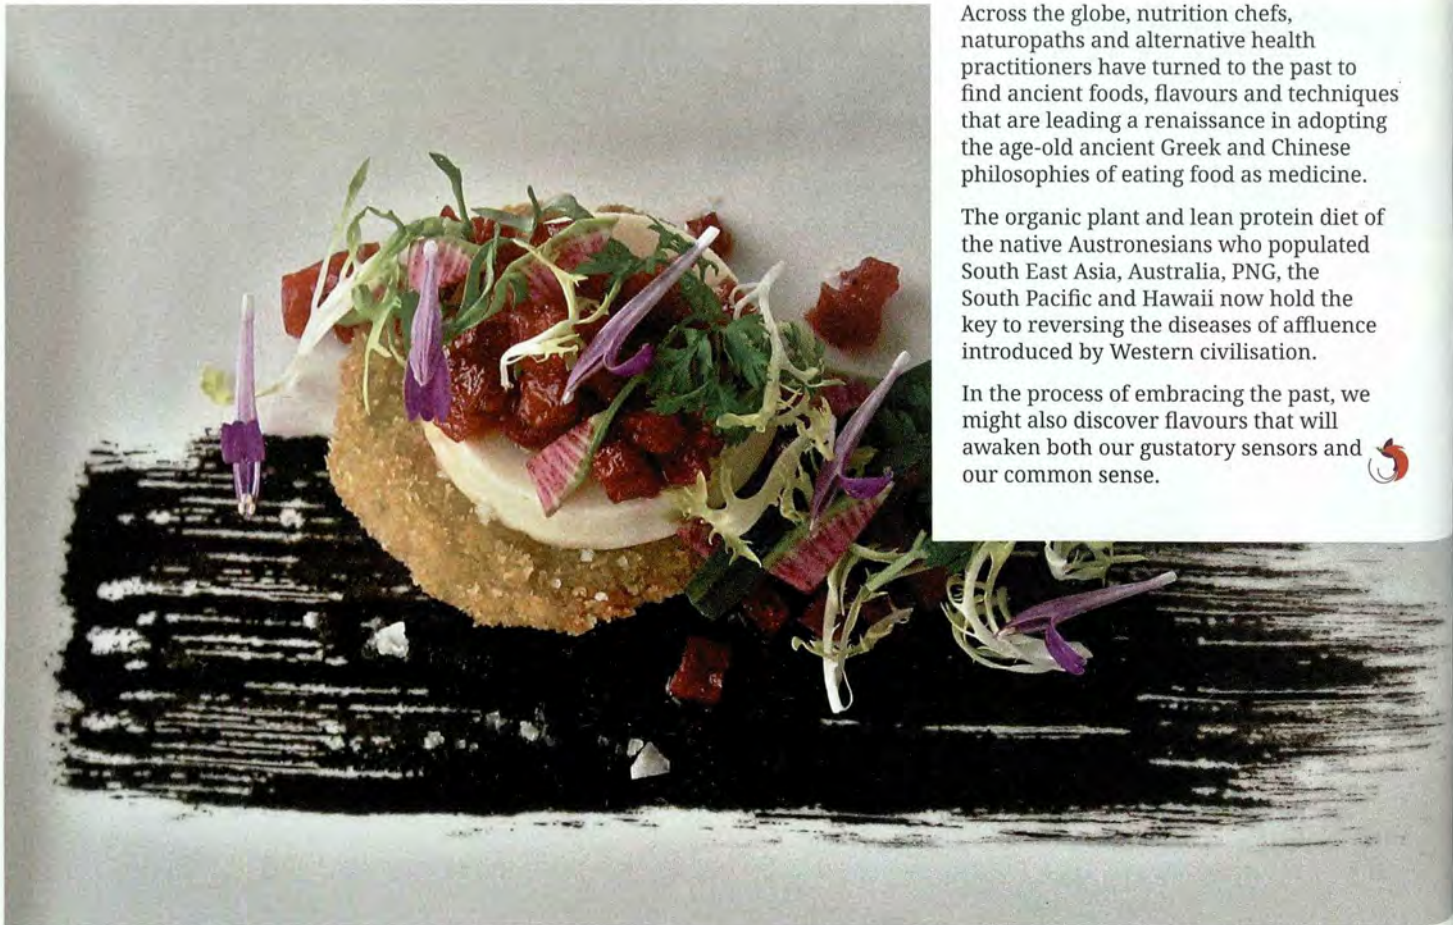 Across the globe, nutrition chefs,
naturopaths and alternative health
practitioners have turned to the past to
find ancient foods, flavours and techniques
that are leading a renaissance in adopting
the age-old ancient Greek and Chinese
philosophies of eating food as medicine.
The organic plant and lean protein diet of
the native Austronesians who populated
South East Asia, Australia, PNG, the
South Pacific and Hawaii now hold the
key to reversing the diseases of affluence
introduced by Western civilisation.
In the process of embracing the past, we
might also discover flavours that will
awaken both our gustatory sensors and
our common sense.